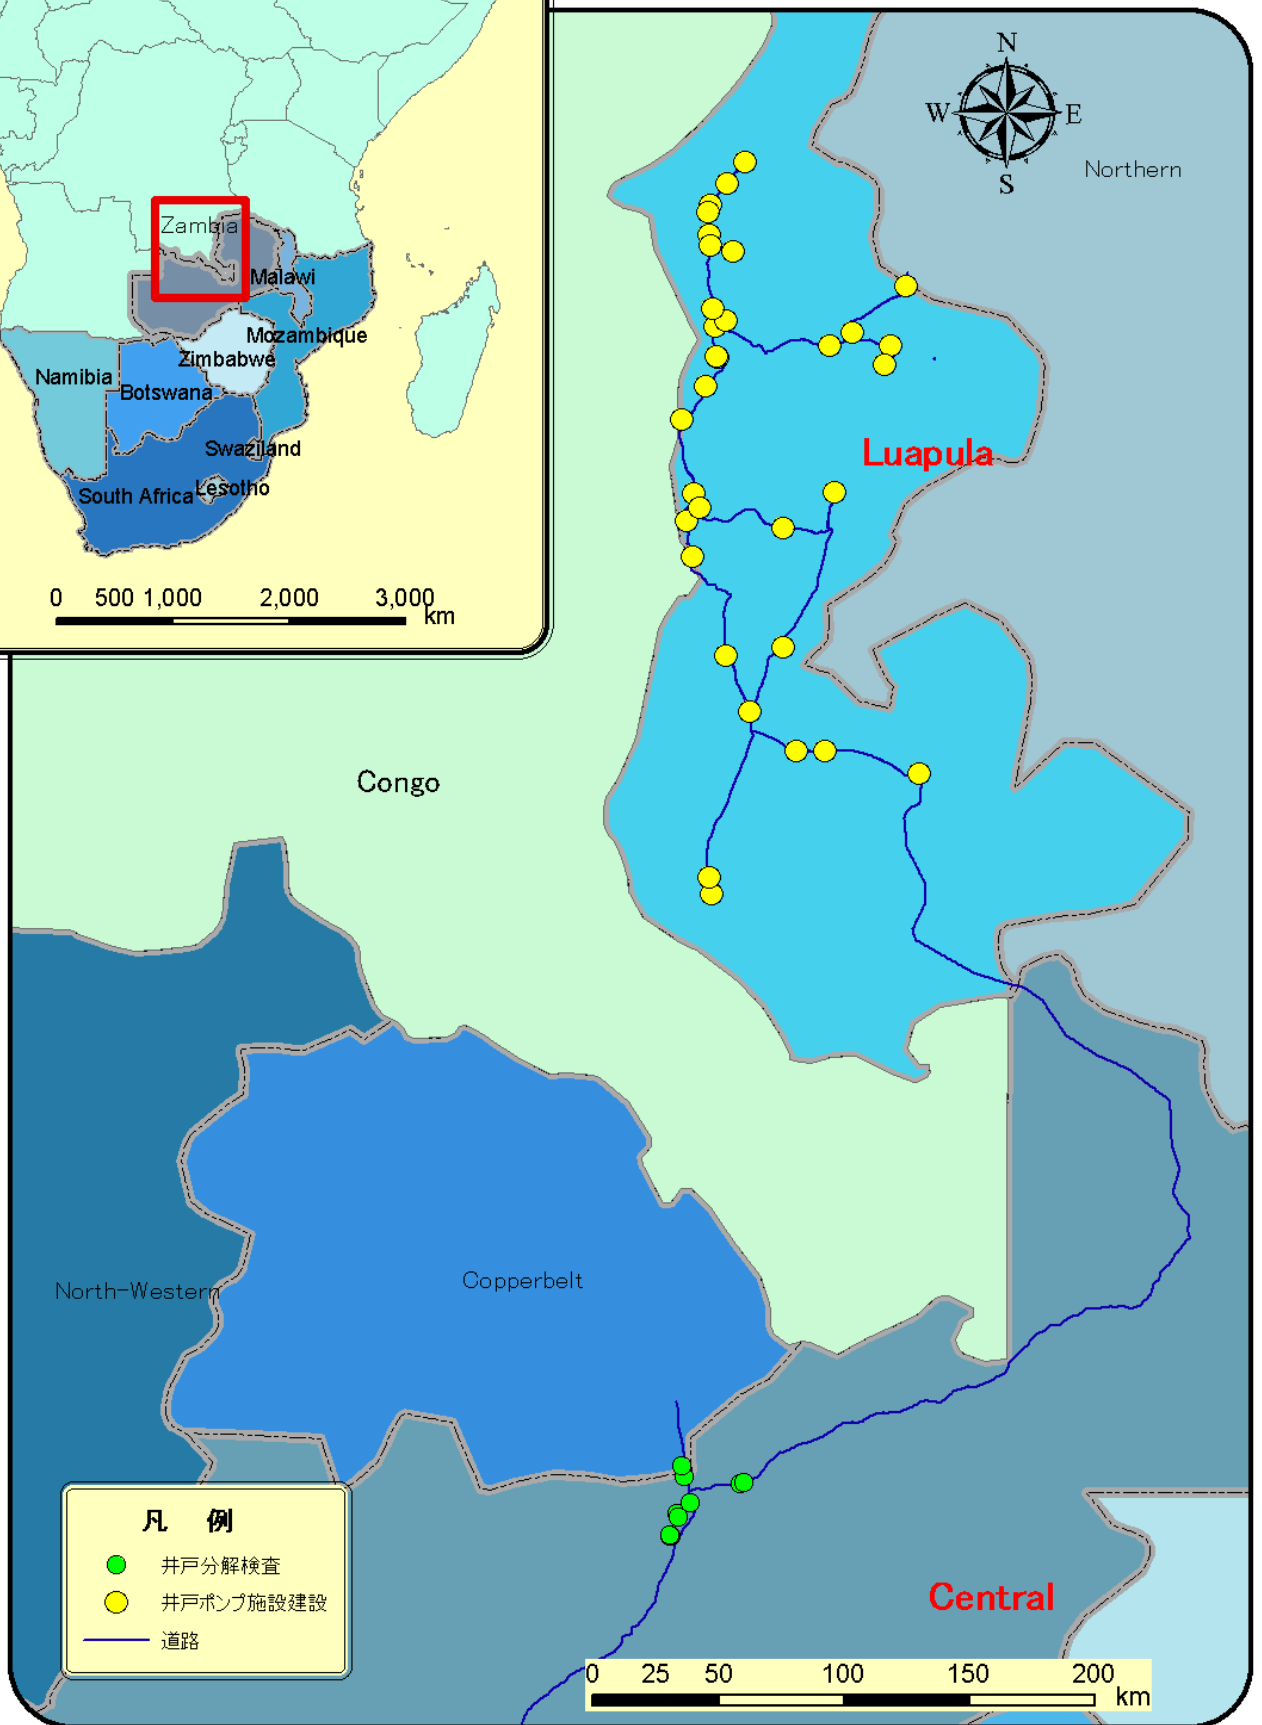 Zambia
Malawi
Mozambique
Zimbabwe
Namibia
Botswana
Swaziland
South Africa
Lesotho
0 500 1,000 2,000 3,000
km
N
W E
S
Northern
Luapula
Congo
North-Western
Copperbelt
Central
凡 例
井戸分解検査
井戸ポンプ施設建設
道路
0 25 50 100 150 200
km